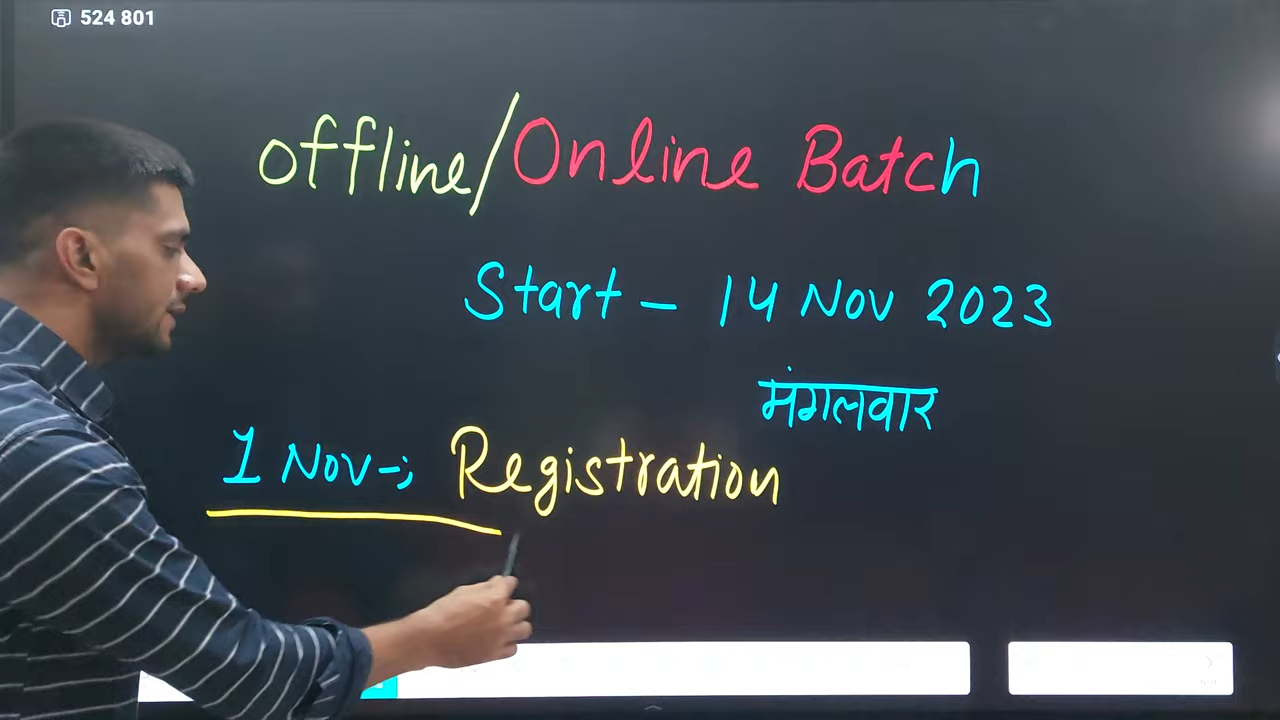 524 801
offline/Online Batch
Start - 14 Nov 2023
मंगलवार
1 Nov-; Registration